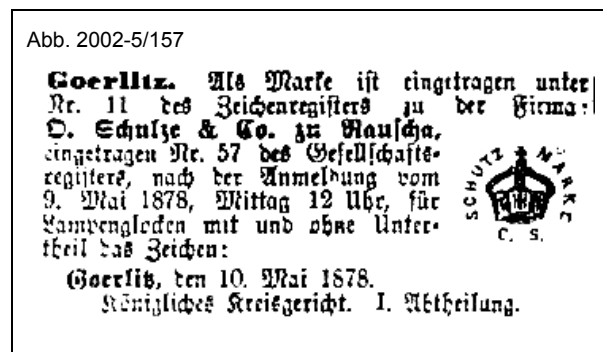 Abb. 2002-5/157
Goerlitz. Als Marke ist eingetragen unter
Nr. 11 des Zeichenregisters zu der Firma:
O. Schulze & Co. zu Rauscha,
eingetragen Nr. 57 des Gesellschafts-
registers, nach der Anmeldung vom
9. Mai 1878, Mittag 12 Uhr, für
Lampenglocken mit und ohne Unter-
theil das Zeichen:
SCHUTZ MARKE
C. S.
Goerlitz, den 10. Mai 1878.
Königliches Kreisgericht. I. Abtheilung.